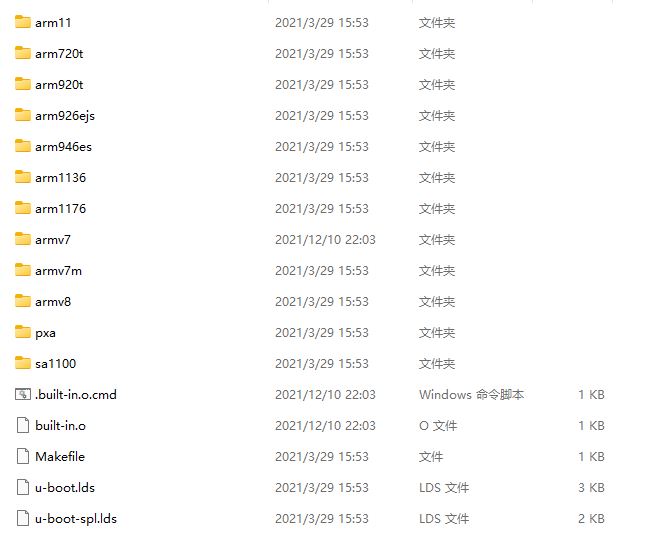 arm11 2021/3/29 15:53 文件夹
arm720t 2021/3/29 15:53 文件夹
arm920t 2021/3/29 15:53 文件夹
arm926ejs 2021/3/29 15:53 文件夹
arm946es 2021/3/29 15:53 文件夹
arm1136 2021/3/29 15:53 文件夹
arm1176 2021/3/29 15:53 文件夹
armv7 2021/12/10 22:03 文件夹
armv7m 2021/3/29 15:53 文件夹
armv8 2021/3/29 15:53 文件夹
pxa 2021/3/29 15:53 文件夹
sa1100 2021/3/29 15:53 文件夹
.built-in.o.cmd 2021/12/10 22:03 Windows 命令脚本 1 KB
built-in.o 2021/12/10 22:03 O 文件 1 KB
Makefile 2021/3/29 15:53 文件 1 KB
u-boot.lds 2021/3/29 15:53 LDS 文件 3 KB
u-boot-spl.lds 2021/3/29 15:53 LDS 文件 2 KB